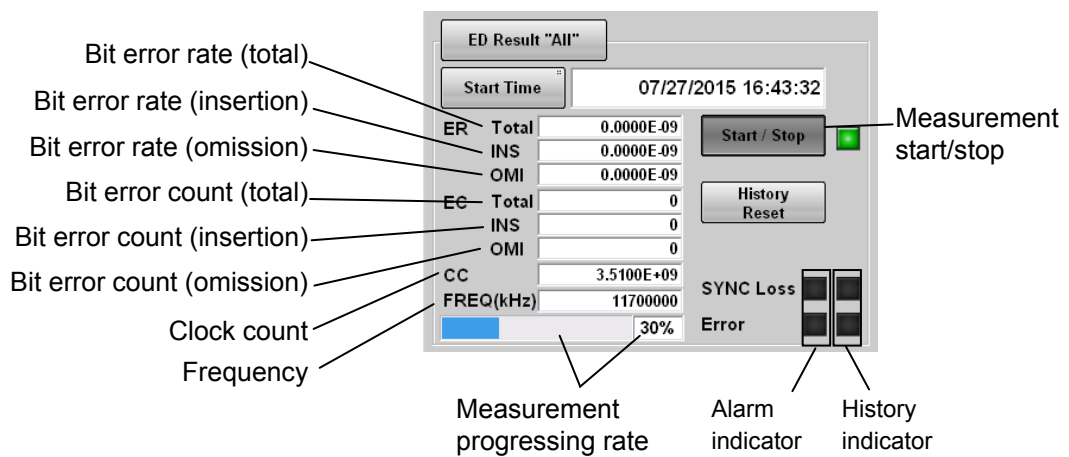 ED Result "All"
Bit error rate (total)
Start Time
07/27/2015 16:43:32
Bit error rate (insertion)
ER Total 0.0000E-09
Start / Stop
Measurement
start/stop
Bit error rate (omission)
INS 0.0000E-09
OMI 0.0000E-09
Bit error count (total)
EC Total 0
History
Reset
Bit error count (insertion)
INS 0
OMI 0
Bit error count (omission)
CC 3.5100E+09
SYNC Loss
FREQ(kHz) 11700000
Clock count
30%
Error
Frequency
Measurement
progressing rate
Alarm
indicator
History
indicator